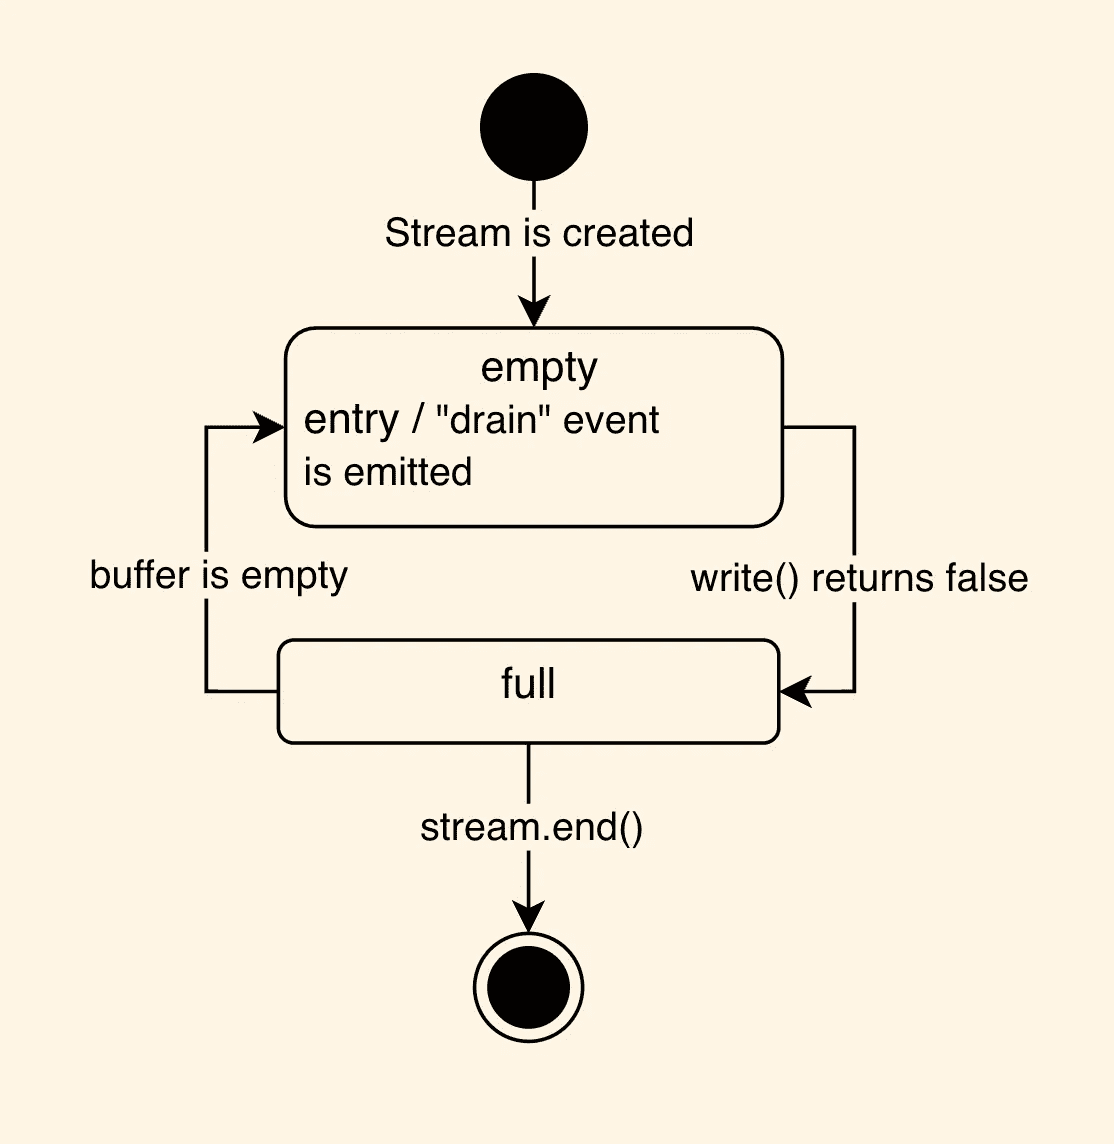 Stream is created
empty
entry / "drain" event
is emitted
buffer is empty
write() returns false
full
stream.end()